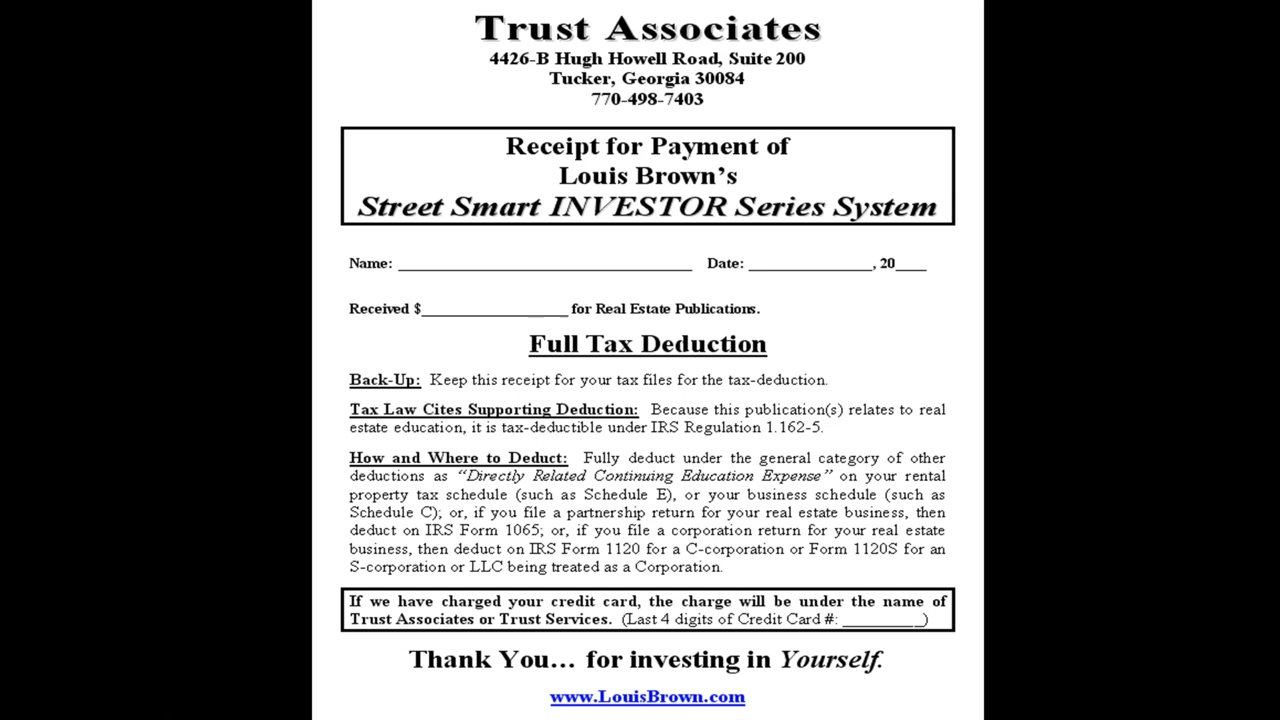 Trust Associates
4426-B Hugh Howell Road, Suite 200
Tucker, Georgia 30084
770-498-7403
Receipt for Payment of
Louis Brown’s
Street Smart INVESTOR Series System
Name: ______________________________ Date: ________________, 20____
Received $___________________ for Real Estate Publications.
Full Tax Deduction
Back-Up: Keep this receipt for your tax files for the tax-deduction.
Tax Law Cites Supporting Deduction: Because this publication(s) relates to real
estate education, it is tax-deductible under IRS Regulation 1.162-5.
How and Where to Deduct: Fully deduct under the general category of other
deductions as “Directly Related Continuing Education Expense” on your rental
property tax schedule (such as Schedule E), or your business schedule (such as
Schedule C); or, if you file a partnership return for your real estate business, then
deduct on IRS Form 1065; or, if you file a corporation return for your real estate
business, then deduct on IRS Form 1120 for a C-corporation or Form 1120S for an
S-corporation or LLC being treated as a Corporation.
If we have charged your credit card, the charge will be under the name of
Trust Associates or Trust Services. (Last 4 digits of Credit Card #: _________)
Thank You… for investing in Yourself.
www.LouisBrown.com